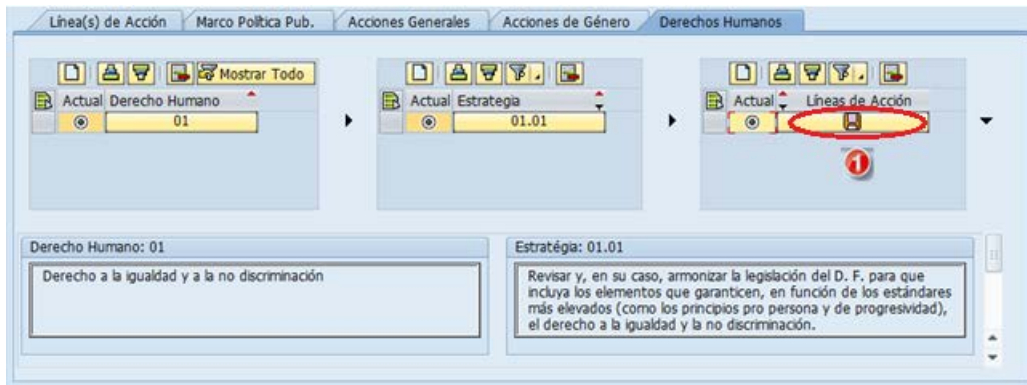 Línea(s) de Acción Marco Política Pub. Acciones Generales Acciones de Género Derechos Humanos
Mostrar Todo
Actual Derecho Humano
01
Actual Estrategia
01.01
Actual Líneas de Acción
1
Derecho Humano: 01
Derecho a la igualdad y a la no discriminación
Estratégia: 01.01
Revisar y, en su caso, armonizar la legislación del D. F. para que
incluya los elementos que garanticen, en función de los estándares
más elevados (como los principios pro persona y de progresividad),
el derecho a la igualdad y la no discriminación.